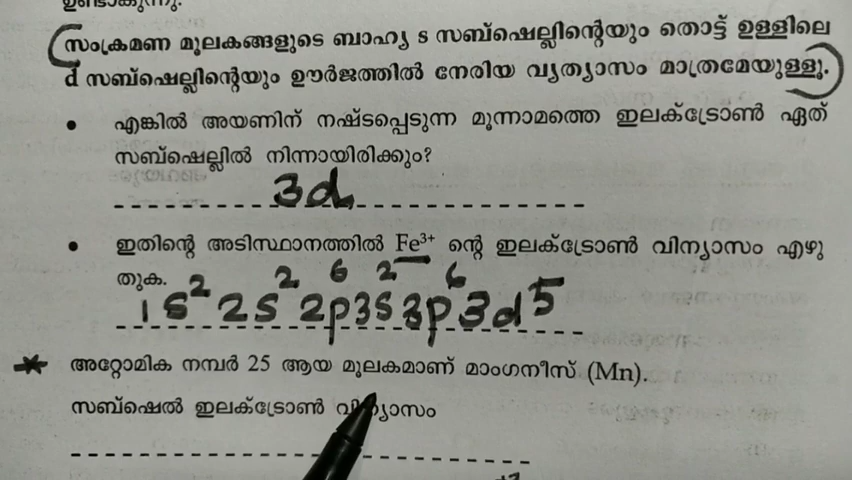 സംക്രമണ മൂലകങ്ങളുടെ ബാഹ്യ s സബ്ഷെല്ലിന്റെയും തൊട്ട് ഉള്ളിലെ
d സബ്ഷെല്ലിന്റെയും ഊർജത്തിൽ നേരിയ വ്യത്യാസം മാത്രമേയുള്ളൂ.
• എങ്കിൽ അയണിന് നഷ്ടപ്പെടുന്ന മൂന്നാമത്തെ ഇലക്ട്രോൺ ഏത്
സബ്ഷെല്ലിൽ നിന്നായിരിക്കും?
3d
• ഇതിന്റെ അടിസ്ഥാനത്തിൽ Fe³⁺ ന്റെ ഇലക്ട്രോൺ വിന്യാസം എഴു
തുക.
1s² 2s² 2p⁶ 3s² 3p⁶ 3d⁵
അറ്റോമിക നമ്പർ 25 ആയ മൂലകമാണ് മാംഗനീസ് (Mn).
സബ്ഷെൽ ഇലക്ട്രോൺ വിന്യാസം